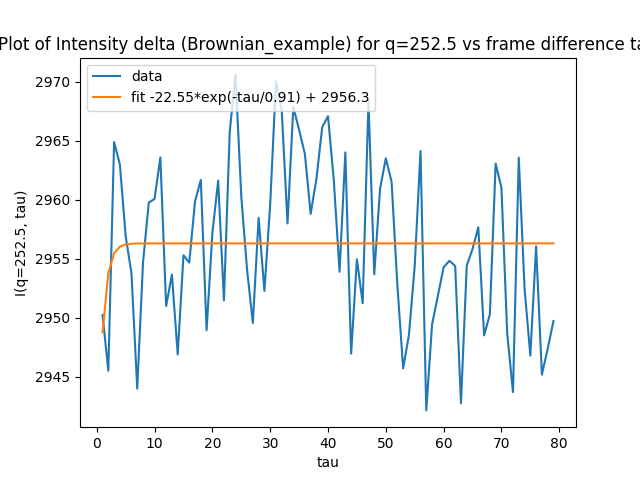 Plot of Intensity delta (Brownian_example) for q=252.5 vs frame difference ta
data
fit -22.55*exp(-tau/0.91) + 2956.3
2970
2965
2960
2955
2950
2945
I(q=252.5, tau)
0 10 20 30 40 50 60 70 80
tau